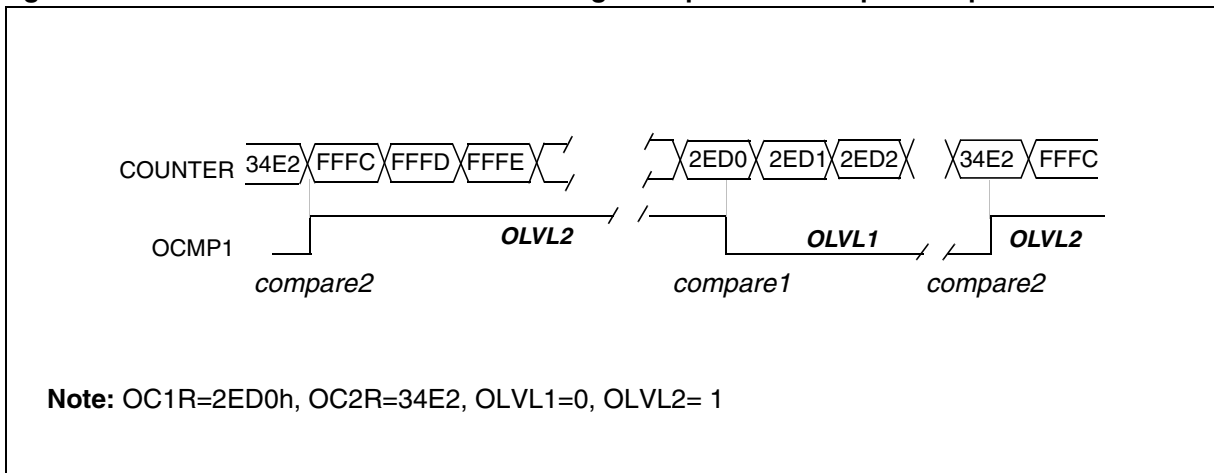 COUNTER 34E2 FFFC FFFD FFFE 2ED0 2ED1 2ED2 34E2 FFFC
OCMP1 OLVL2 OLVL1 OLVL2
compare2 compare1 compare2
Note: OC1R=2ED0h, OC2R=34E2, OLVL1=0, OLVL2= 1